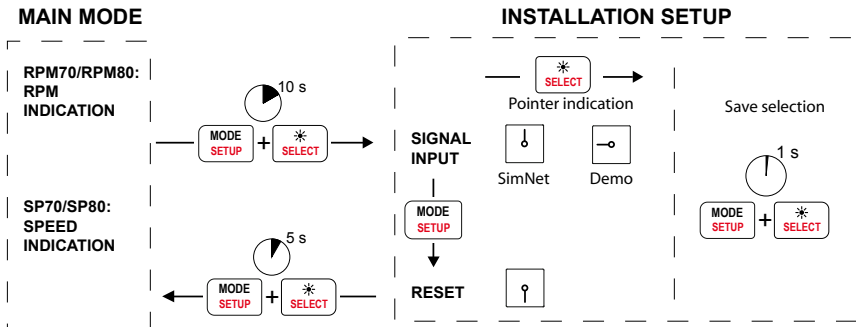 MAIN MODE
INSTALLATION SETUP
RPM70/RPM80:
RPM
INDICATION
10 s
MODE
SETUP
+
SELECT
SP70/SP80:
SPEED
INDICATION
5 s
MODE
SETUP
+
SELECT
SELECT
Pointer indication
SIGNAL
INPUT
SimNet
Demo
MODE
SETUP
RESET
Save selection
1 s
MODE
SETUP
+
SELECT